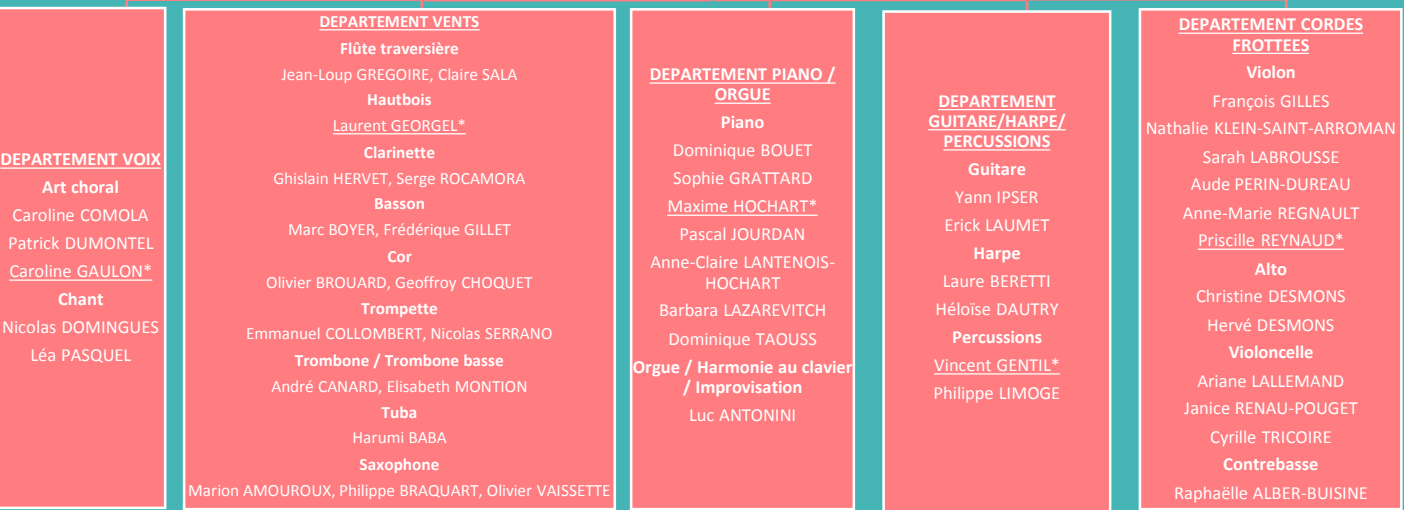 DEPARTEMENT VOIX
Art choral
Caroline COMOLA
Patrick DUMONTEL
Caroline GAULON*
Chant
Nicolas DOMINGUES
Léa PASQUEL
DEPARTEMENT VENTS
Flûte traversière
Jean-Loup GREGOIRE, Claire SALA
Hautbois
Laurent GEORGEL*
Clarinette
Ghislain HERVET, Serge ROCAMORA
Basson
Marc BOYER, Frédérique GILLET
Cor
Olivier BROUARD, Geoffroy CHOQUET
Trompette
Emmanuel COLLOMBERT, Nicolas SERRANO
Trombone / Trombone basse
André CANARD, Elisabeth MONTION
Tuba
Harumi BABA
Saxophone
Marion AMOUROUX, Philippe BRAQUART, Olivier VAISSETTE
DEPARTEMENT PIANO /
ORGUE
Piano
Dominique BOUET
Sophie GRATTARD
Maxime HOCHART*
Pascal JOURDAN
Anne-Claire LANTENOIS-
HOCHART
Barbara LAZAREVITCH
Dominique TAOUSS
Orgue / Harmonie au clavier
/ Improvisation
Luc ANTONINI
DEPARTEMENT
GUITARE/HARPE/
PERCUSSIONS
Guitare
Yann IPSER
Erick LAUMET
Harpe
Laure BERETTI
Héloïse DAUTRY
Percussions
Vincent GENTIL*
Philippe LIMOGE
DEPARTEMENT CORDES
FROTTEES
Violon
François GILLES
Nathalie KLEIN-SAINT-ARROMAN
Sarah LABROUSSE
Aude PERIN-DUREAU
Anne-Marie REGNAULT
Priscille REYNAUD*
Alto
Christine DESMONS
Hervé DESMONS
Violoncelle
Ariane LALLEMAND
Janice RENAU-POUGET
Cyrille TRICOIRE
Contrebasse
Raphaëlle ALBER-BUISINE